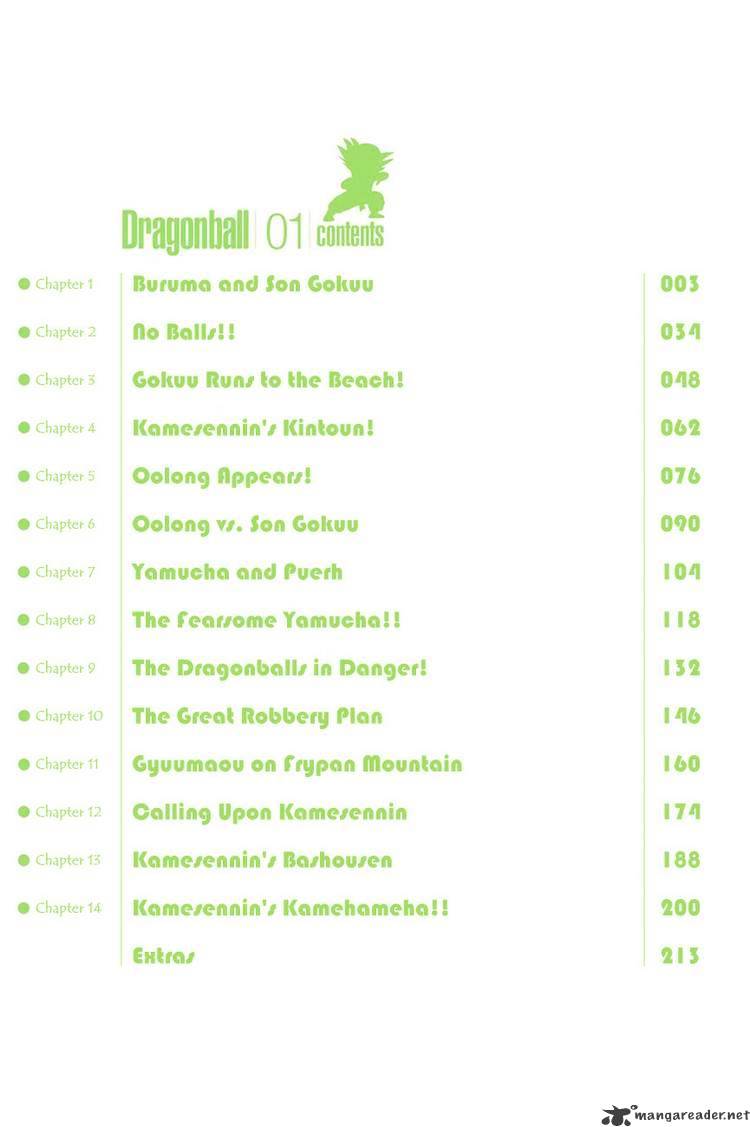 Dragonball 01 contents
Chapter 1 Buruma and Son Gokuu 003
Chapter 2 No Balls!! 034
Chapter 3 Gokuu Runs to the Beach! 048
Chapter 4 Kamesennin's Kintoun! 062
Chapter 5 Oolong Appears! 076
Chapter 6 Oolong vs. Son Gokuu 090
Chapter 7 Yamucha and Puerh 104
Chapter 8 The Fearsome Yamucha!! 118
Chapter 9 The Dragonballs in Danger! 132
Chapter 10 The Great Robbery Plan 146
Chapter 11 Gyuumaou on Frypan Mountain 160
Chapter 12 Calling Upon Kamesennin 174
Chapter 13 Kamesennin's Bashousen 188
Chapter 14 Kamesennin's Kamehameha!! 200
Extras 213
mangareader.net